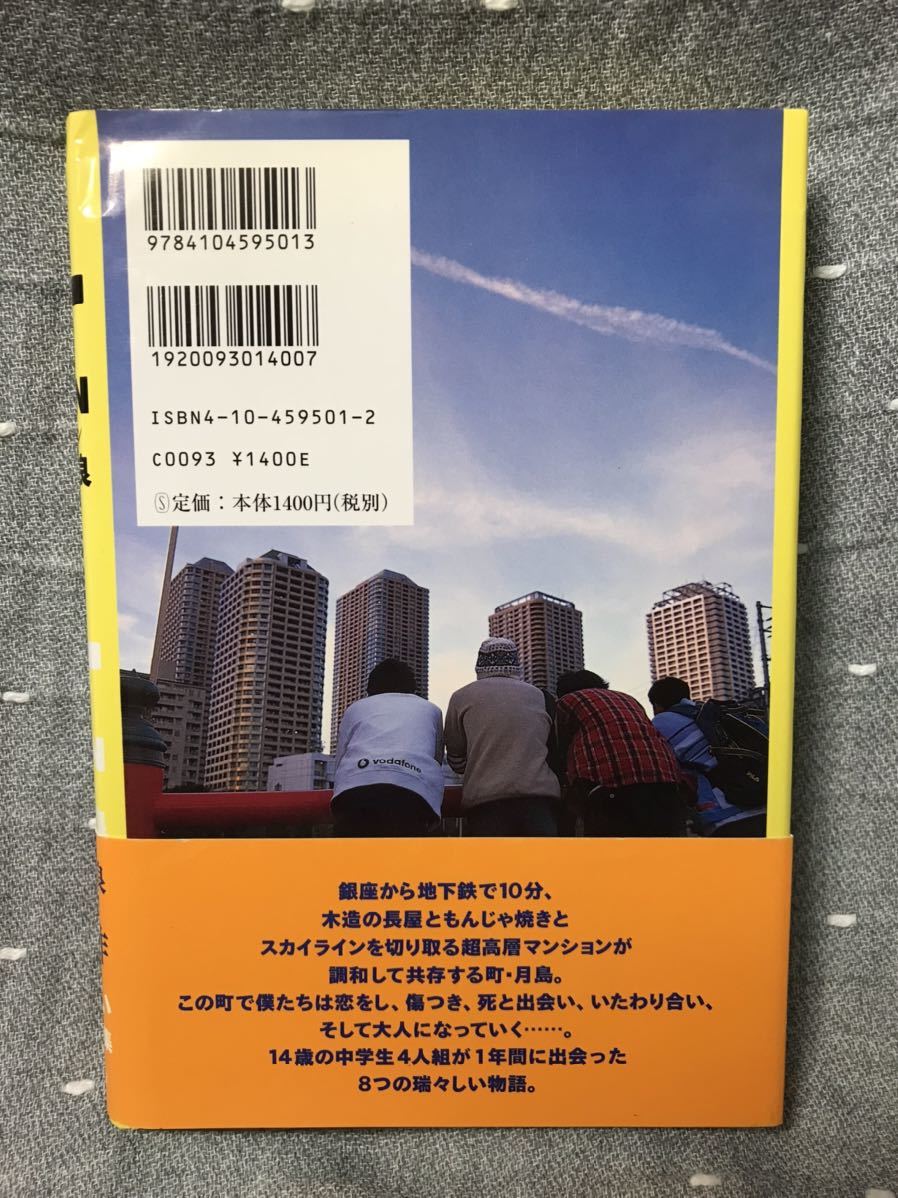 9784104595013
1920093014007
ISBN4-10-459501-2
C0093 ¥1400E
Ⓢ定価：本体1400円(税別)
vodafone
FILA
銀座から地下鉄で10分、
木造の長屋ともんじゃ焼きと
スカイラインを切り取る超高層マンションが
調和して共存する町・月島。
この町で僕たちは恋をし、傷つき、死と出会い、いたわり合い、
そして大人になっていく……。
14歳の中学生4人組が1年間に出会った
8つの瑞々しい物語。